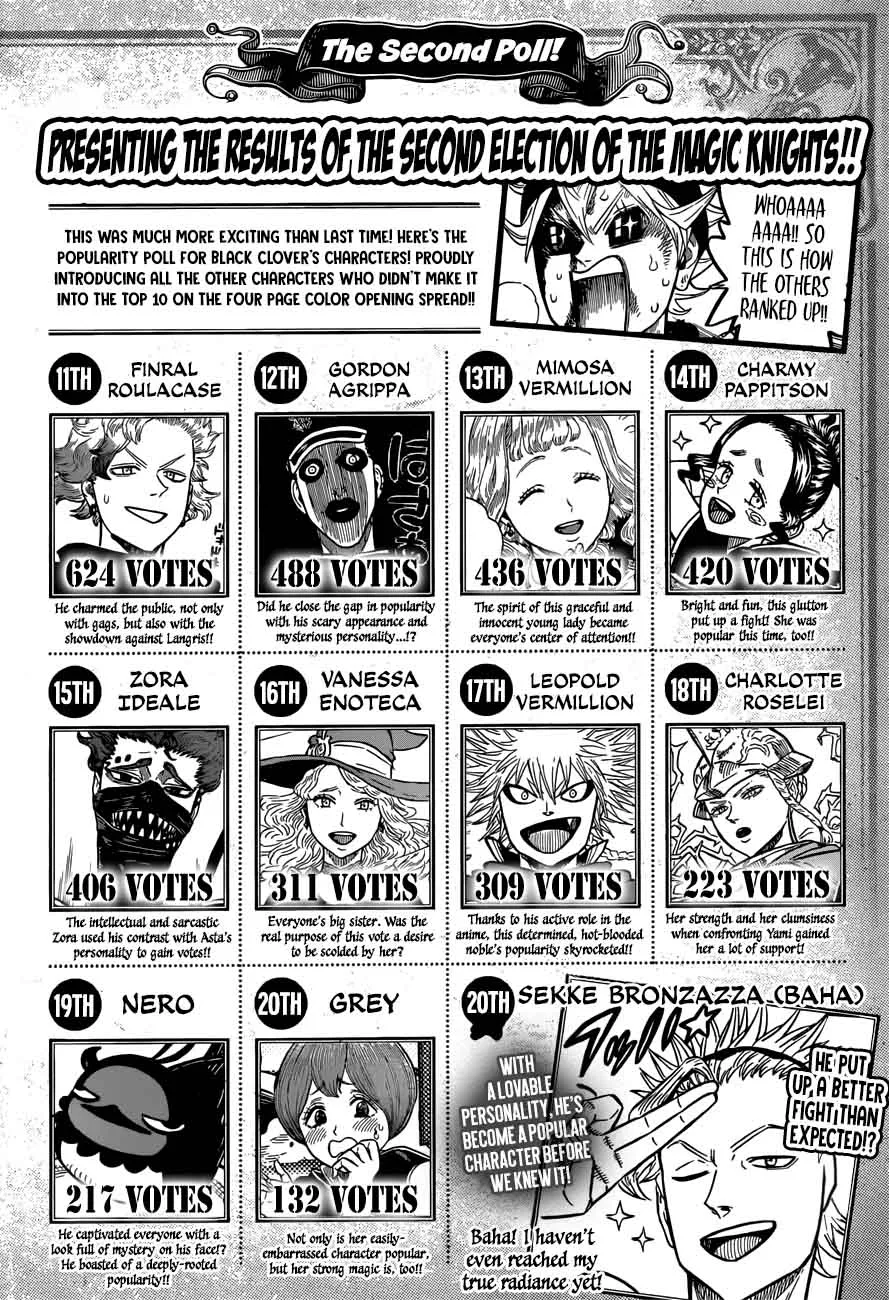 The Second Poll!
PRESENTING THE RESULTS OF THE SECOND ELECTION OF THE MAGIC KNIGHTS!!
THIS WAS MUCH MORE EXCITING THAN LAST TIME! HERE'S THE
POPULARITY POLL FOR BLACK CLOVER'S CHARACTERS! PROUDLY
INTRODUCING ALL THE OTHER CHARACTERS WHO DIDN'T MAKE IT
INTO THE TOP 10 ON THE FOUR PAGE COLOR OPENING SPREAD!!
WHOAAAA
AAAA!! SO
THIS IS HOW
THE OTHERS
RANKED UP!!
11TH
FINRAL
ROULACASE
624 VOTES
He charmed the public, not only
with gags, but also with the
showdown against Langris!!
12TH
GORDON
AGRIPPA
488 VOTES
Did he close the gap in popularity
with his scary appearance and
mysterious personality...!?
13TH
MIMOSA
VERMILLION
436 VOTES
The spirit of this graceful and
innocent young lady became
everyone's center of attention!!
14TH
CHARMY
PAPPITSON
420 VOTES
Bright and fun, this glutton
put up a fight! She was
popular this time, too!!
15TH
ZORA
IDEALE
406 VOTES
The intellectual and sarcastic
Zora used his contrast with Asta's
personality to gain votes!!
16TH
VANESSA
ENOTECA
311 VOTES
Everyone's big sister. Was the
real purpose of this vote a desire
to be scolded by her?
17TH
LEOPOLD
VERMILLION
309 VOTES
Thanks to his active role in the
anime, this determined, hot-blooded
noble's popularity skyrocketed!!
18TH
CHARLOTTE
ROSELEI
223 VOTES
Her strength and her clumsiness
when confronting Yami gained
her a lot of support!
19TH
NERO
217 VOTES
He captivated everyone with a
look full of mystery on his face!?
He boasted of a deeply-rooted
popularity!!
20TH
GREY
132 VOTES
Not only is her easily-
embarrassed character popular,
but her strong magic is, too!!
20TH
SEKKE BRONZAZZA (BAHA)
WITH
A LOVABLE
PERSONALITY, HE'S
BECOME A POPULAR
CHARACTER BEFORE
WE KNEW IT!
HE PUT
UP A BETTER
FIGHT THAN
EXPECTED!?
Baha! I haven't
even reached my
true radiance yet!